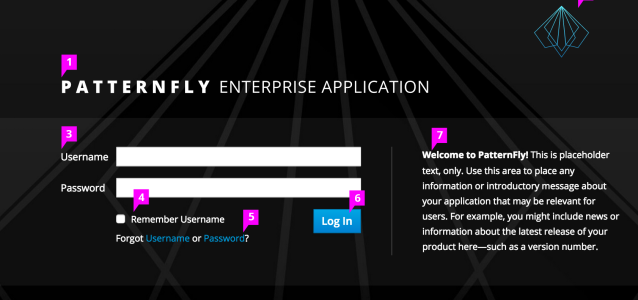 1
PATTERNFLY ENTERPRISE APPLICATION
3
Username
Password
4
Remember Username
5
6
Log In
Forgot Username or Password?
7
Welcome to PatternFly! This is placeholder
text, only. Use this area to place any
information or introductory message about
your application that may be relevant for
users. For example, you might include news or
information about the latest release of your
product here—such as a version number.